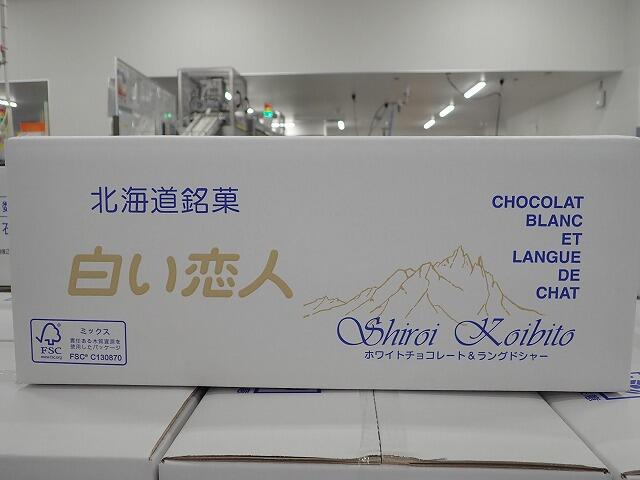 北海道銘菓
白い恋人
CHOCOLAT
BLANC
ET
LANGUE
DE
CHAT
Shiroi Koibito
ホワイトチョコレート&ラングドシャー
FSC
www.fsc.org
ミックス
責任ある木質資源を
使用したパッケージ
FSC® C130870